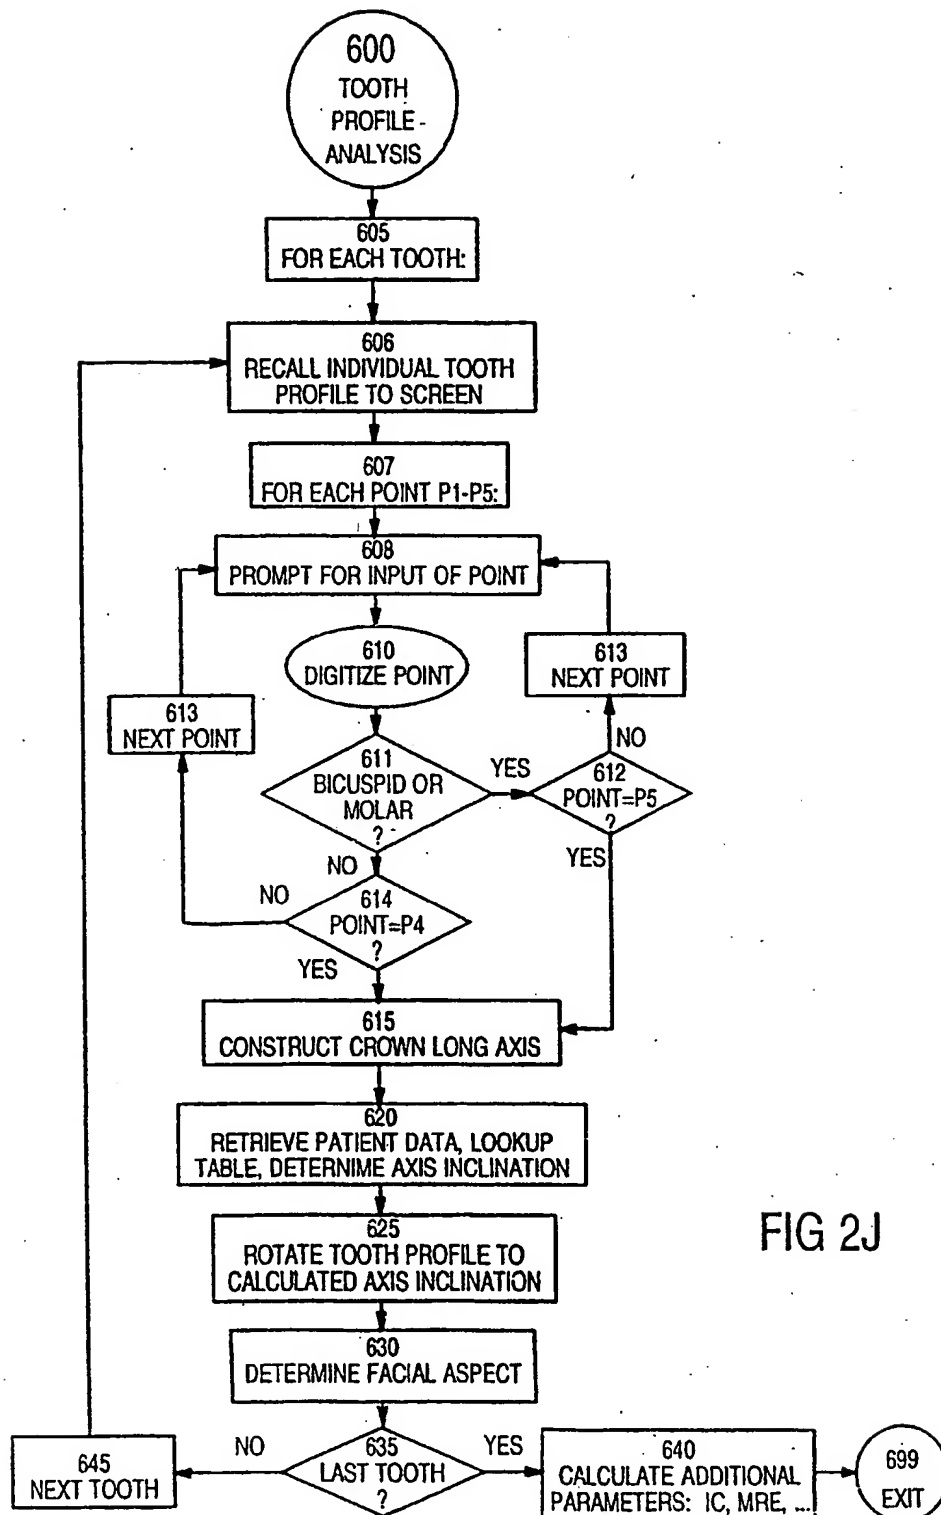 600
TOOTH
PROFILE-
ANALYSIS
605
FOR EACH TOOTH:
606
RECALL INDIVIDUAL TOOTH
PROFILE TO SCREEN
607
FOR EACH POINT P1-P5:
608
PROMPT FOR INPUT OF POINT
610
DIGITIZE POINT
613
NEXT POINT
613
NEXT POINT
611
BICUSPID OR
MOLAR
?
YES
NO
612
POINT=P5
?
NO
YES
614
POINT=P4
?
NO
YES
615
CONSTRUCT CROWN LONG AXIS
620
RETRIEVE PATIENT DATA, LOOKUP
TABLE, DETERNIME AXIS INCLINATION
625
ROTATE TOOTH PROFILE TO
CALCULATED AXIS INCLINATION
FIG 2J
630
DETERMINE FACIAL ASPECT
635
LAST TOOTH
?
NO
YES
645
NEXT TOOTH
640
CALCULATE ADDITIONAL
PARAMETERS: IC, MRE, ...
699
EXIT